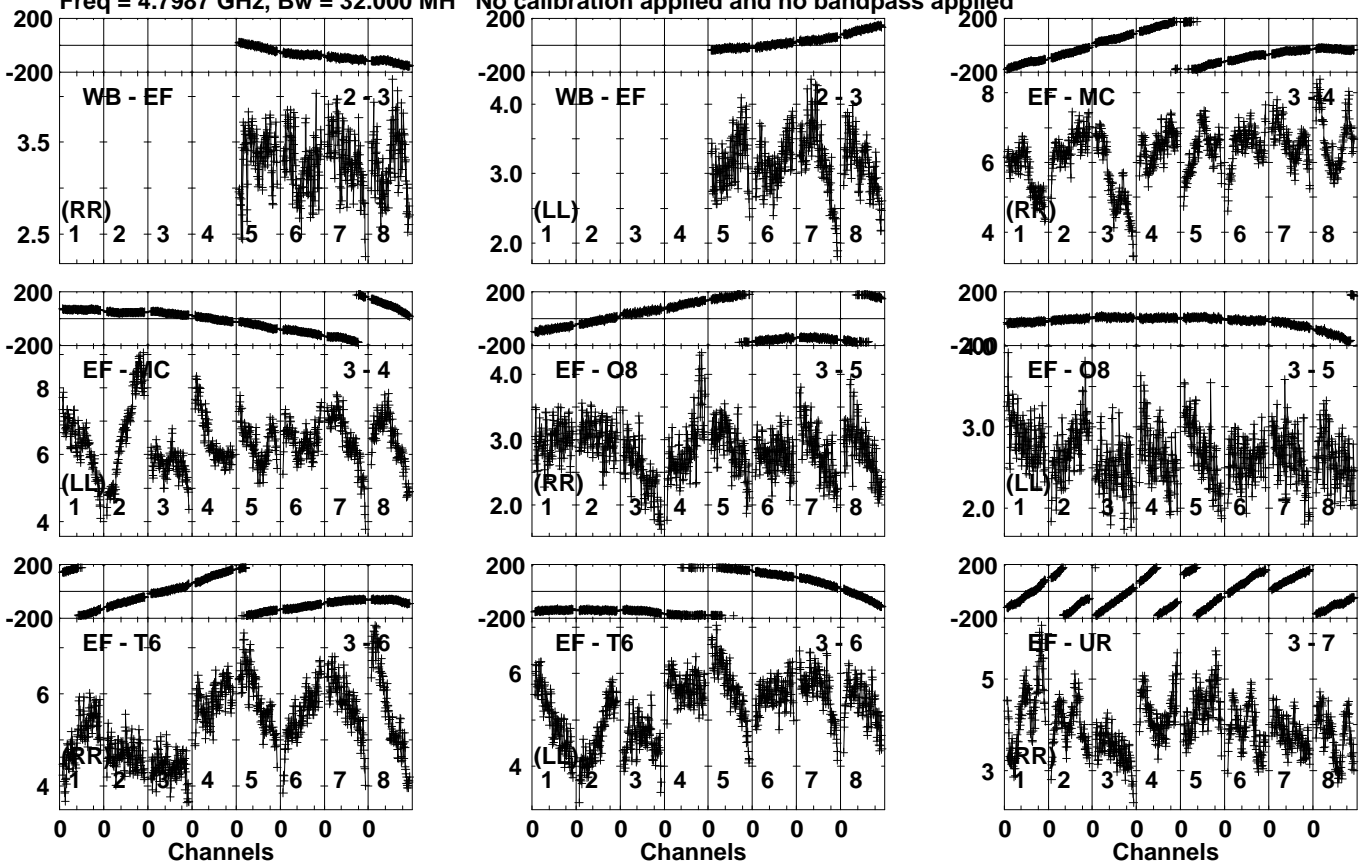 Freq = 4.7987 GHz, Bw = 32.000 MH No calibration applied and no bandpass applied
200 200 200
-200 -200 -200
WB - EF 2 - 3 WB - EF 2 - 3 EF - MC 3 - 4
3.5 4.0 8
2.5 3.0 6
2.0 4
(RR) (LL) (RR)
1 2 3 4 5 6 7 8 1 2 3 4 5 6 7 8 1 2 3 4 5 6 7 8
200 200 200
-200 -200 -200
EF - MC 3 - 4 EF - O8 3 - 5 EF - O8 3 - 5
8 4.0 4.0
6 3.0 3.0
4 2.0 2.0
(LL) (RR) (LL)
1 2 3 4 5 6 7 8 1 2 3 4 5 6 7 8 1 2 3 4 5 6 7 8
200 200 200
-200 -200 -200
EF - T6 3 - 6 EF - T6 3 - 6 EF - UR 3 - 7
6 6 5
4 4 3
(RR) (LL) (RR)
1 2 3 4 5 6 7 8 1 2 3 4 5 6 7 8 1 2 3 4 5 6 7 8
0 0 0 0 0 0 0 0 0 0 0 0 0 0 0 0 0 0 0 0 0 0 0 0
Channels Channels Channels